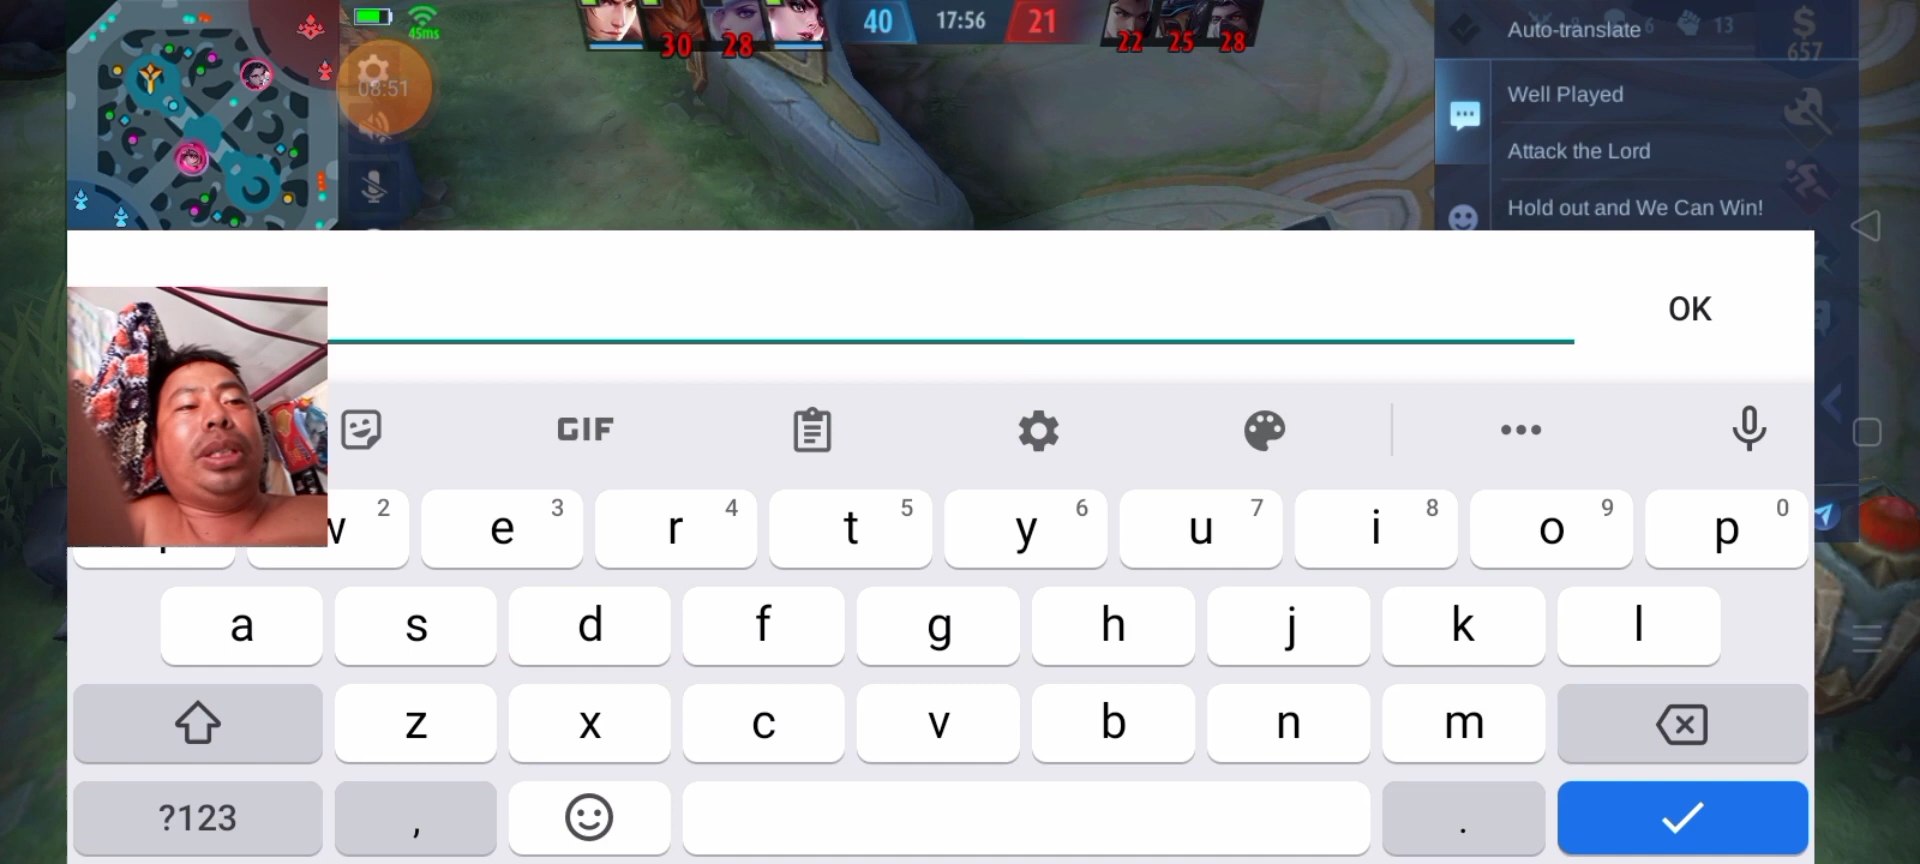 45ms
08:51
30
28
40
17:56
21
22
25
28
Auto-translate
6
13
$
657
Well Played
Attack the Lord
Hold out and We Can Win!
OK
GIF
w 2 e 3 r 4 t 5 y 6 u 7 i 8 o 9 p 0
a s d f g h j k l
z x c v b n m
?123 , .